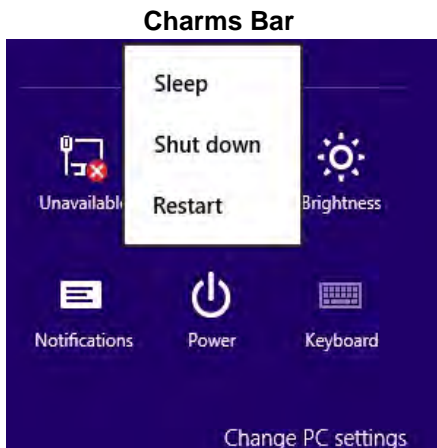 Charms Bar
Sleep
Shut down
Restart
Unavailabl
Brightness
Notifications
Power
Keyboard
Change PC settings